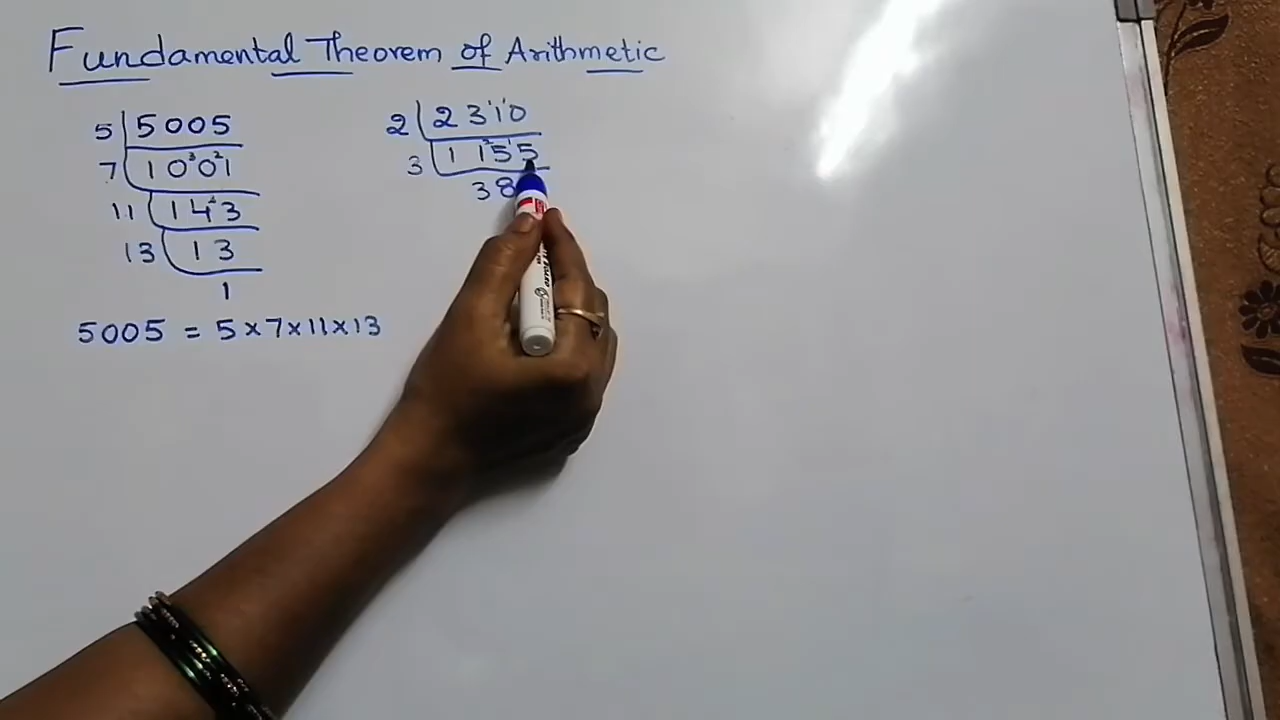 Fundamental Theorem of Arithmetic
5 | 5005
7 | 1001
11 | 143
13 | 13
1
5005 = 5 × 7 × 11 × 13
2 | 2310
3 | 1155
38